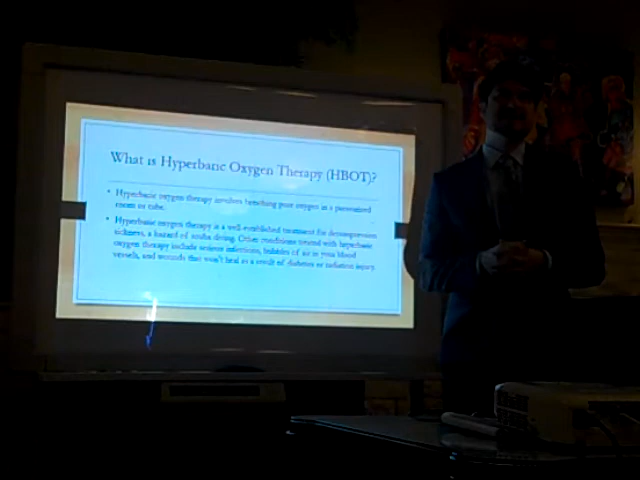 What is Hyperbaric Oxygen Therapy (HBOT)?
• Hyperbaric oxygen therapy involves breathing pure oxygen in a pressurized
room or tube.
• Hyperbaric oxygen therapy is a well-established treatment for decompression
sickness, a hazard of scuba diving. Other conditions treated with hyperbaric
oxygen therapy include serious infections, bubbles of air in your blood
vessels, and wounds that won't heal as a result of diabetes or radiation injury.